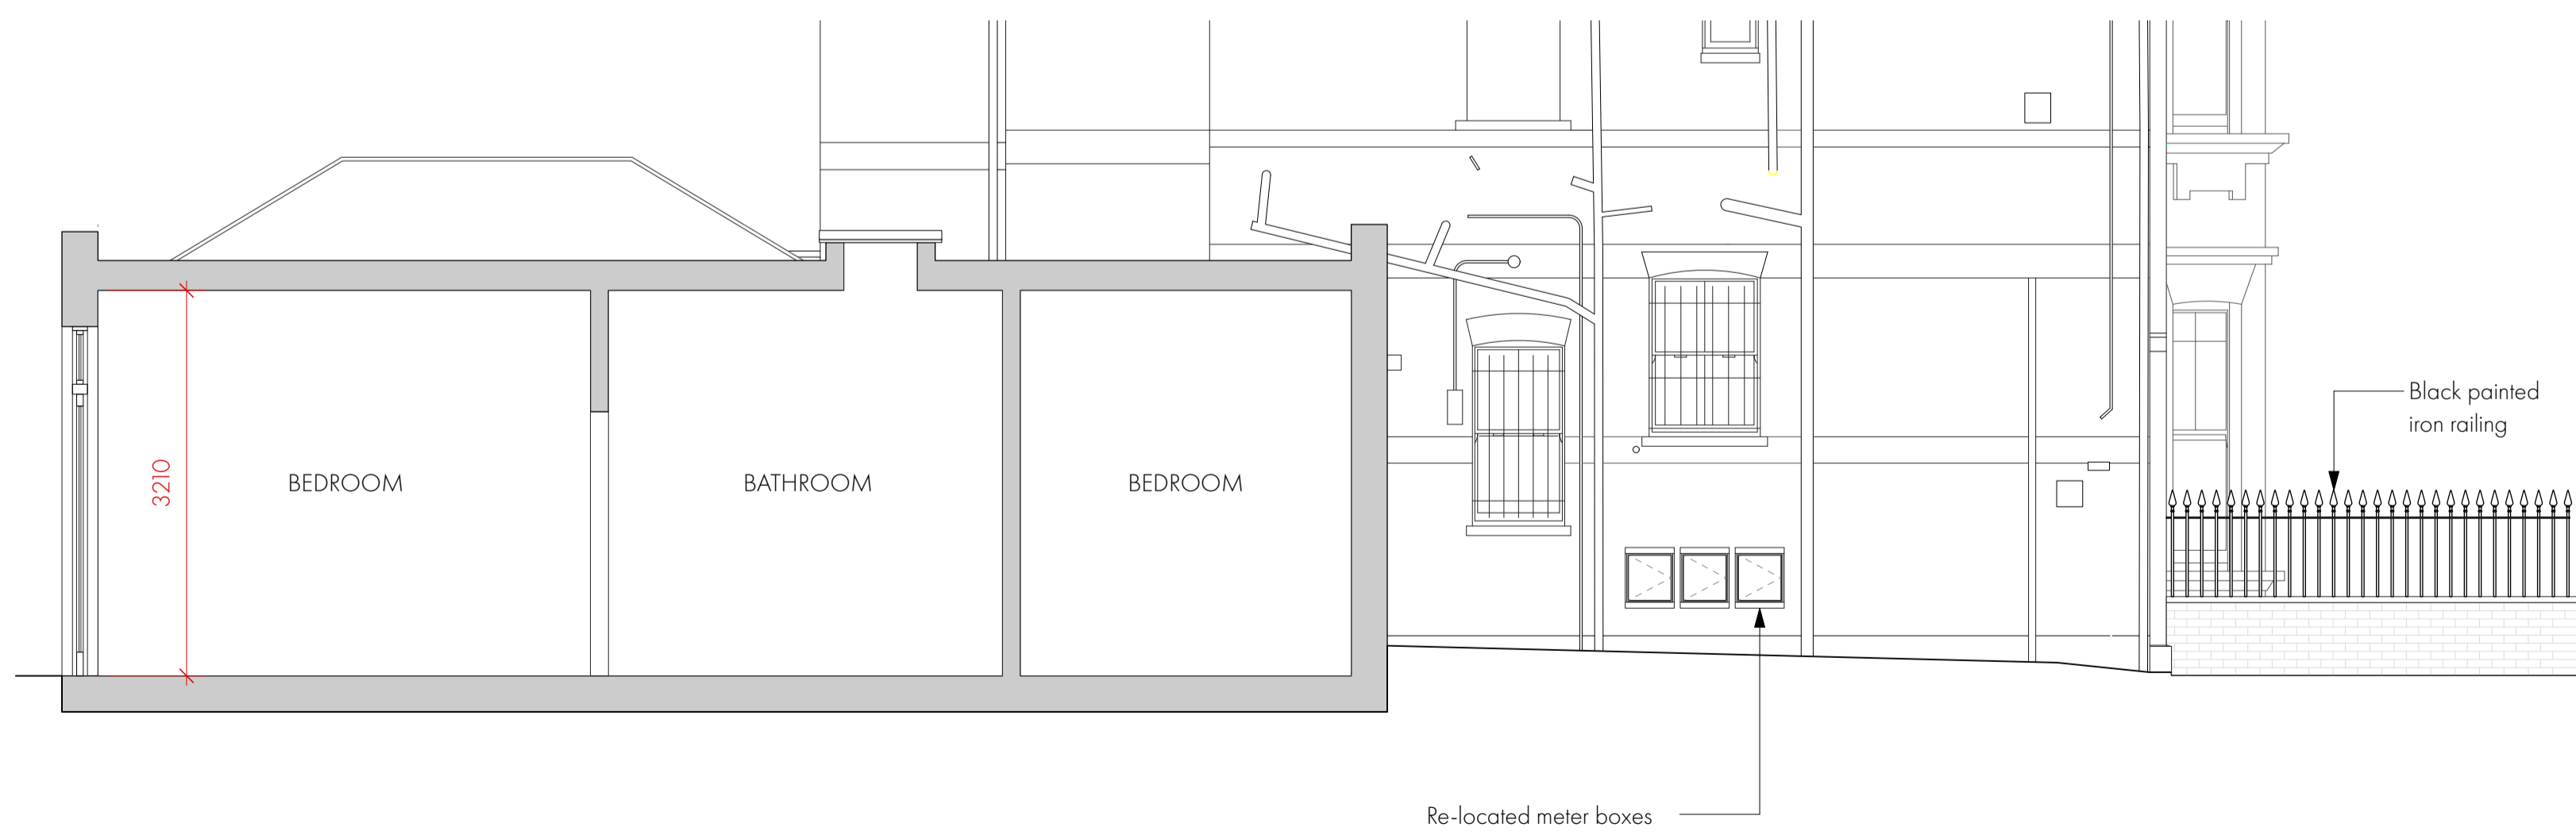 Black painted
iron railing
3210
BEDROOM
BATHROOM
BEDROOM
Re-located meter boxes